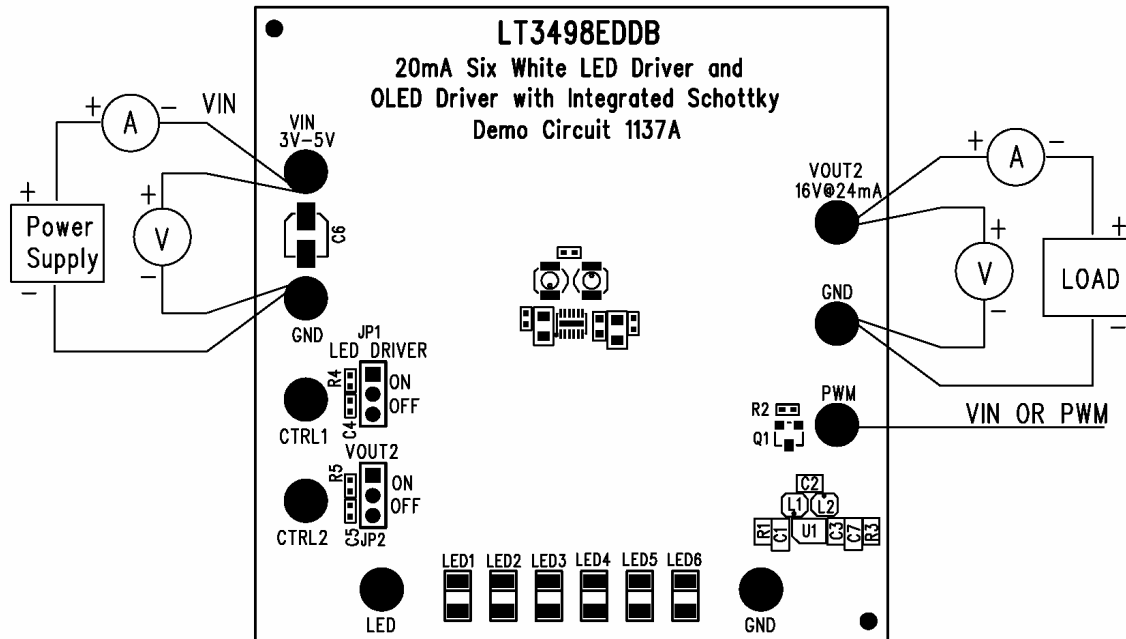 LT3498EDDB
20mA Six White LED Driver and
OLED Driver with Integrated Schottky
Demo Circuit 1137A
+ A - VIN
VIN
3V-5V
+
Power
Supply
-
+
V
-
C6
GND
VOUT2
16V@24mA
+ A -
+
V
-
+
LOAD
-
GND
JP1
LED DRIVER
R4
C4
ON
OFF
CTRL1
VOUT2
R5
C5
ON
OFF
JP2
CTRL2
PWM
VIN OR PWM
R2
Q1
C2
L1 L2
R1 C1 U1 C3 C7 R3
LED1 LED2 LED3 LED4 LED5 LED6
LED
GND